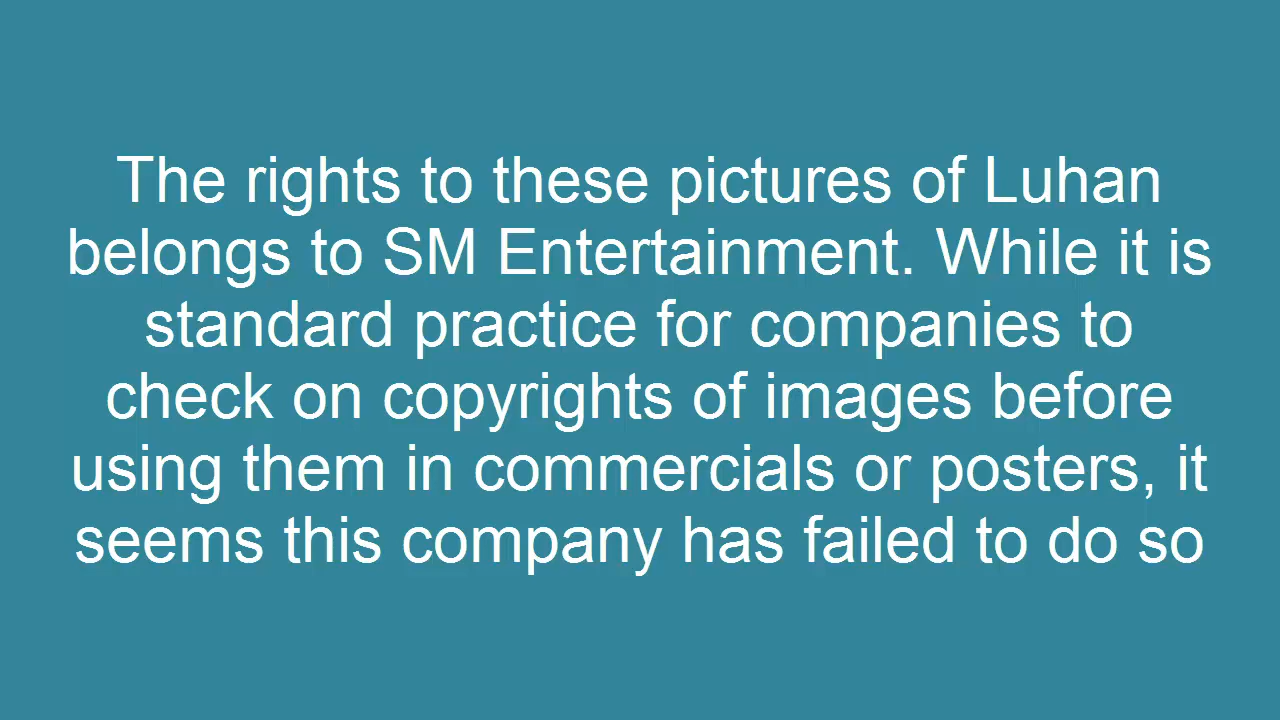 The rights to these pictures of Luhan
belongs to SM Entertainment. While it is
standard practice for companies to
check on copyrights of images before
using them in commercials or posters, it
seems this company has failed to do so